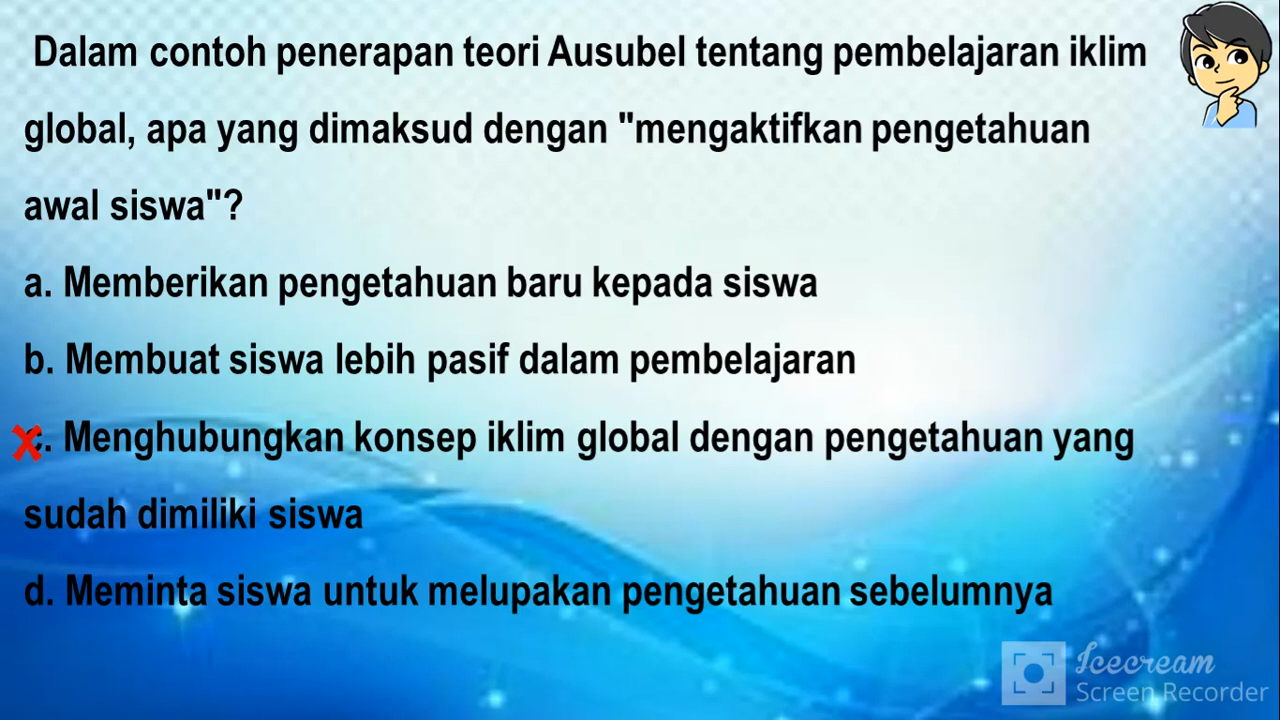 Dalam contoh penerapan teori Ausubel tentang pembelajaran iklim
global, apa yang dimaksud dengan "mengaktifkan pengetahuan
awal siswa"?
a. Memberikan pengetahuan baru kepada siswa
b. Membuat siswa lebih pasif dalam pembelajaran
c. Menghubungkan konsep iklim global dengan pengetahuan yang
sudah dimiliki siswa
d. Meminta siswa untuk melupakan pengetahuan sebelumnya
Icecream
Screen Recorder